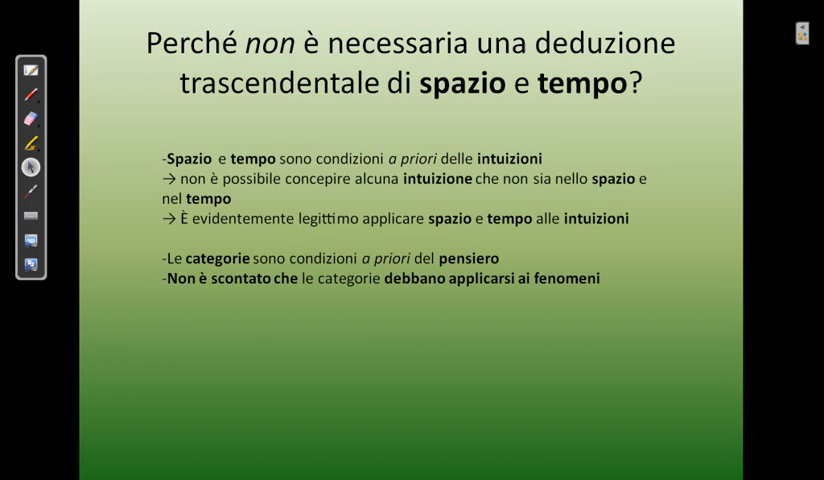 Perché non è necessaria una deduzione
trascendentale di spazio e tempo?
-Spazio e tempo sono condizioni a priori delle intuizioni
→ non è possibile concepire alcuna intuizione che non sia nello spazio e
nel tempo
→ È evidentemente legittimo applicare spazio e tempo alle intuizioni
-Le categorie sono condizioni a priori del pensiero
-Non è scontato che le categorie debbano applicarsi ai fenomeni